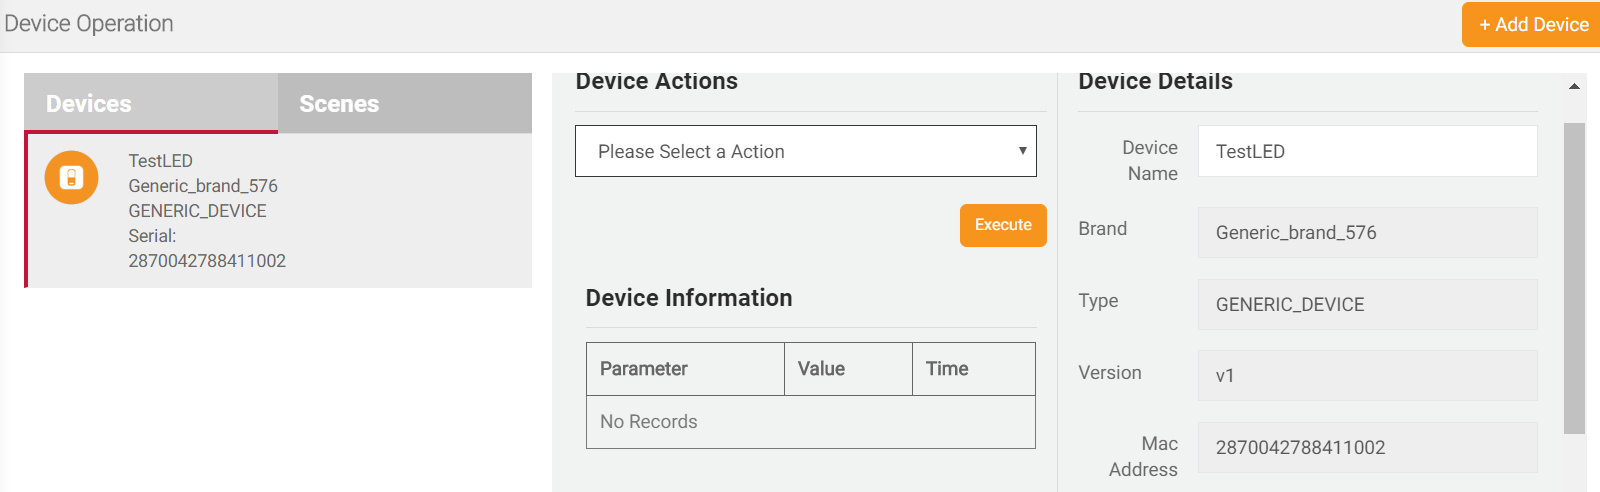 Device Operation
+ Add Device
Devices
Scenes
TestLED
Generic_brand_576
GENERIC_DEVICE
Serial:
2870042788411002
Device Actions
Please Select a Action
Execute
Device Information
Parameter Value Time
No Records
Device Details
Device
Name
TestLED
Brand
Generic_brand_576
Type
GENERIC_DEVICE
Version
v1
Mac
Address
2870042788411002